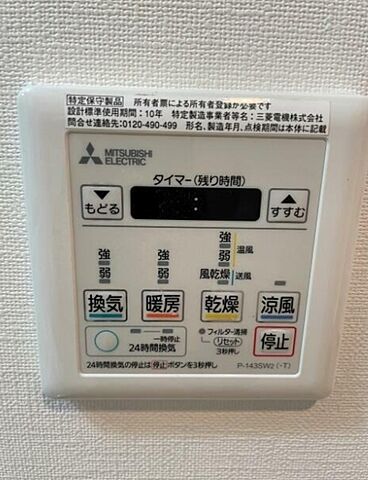 特定保守製品 所有者票による所有者登録が必要です
設計標準使用期間：10年 特定製造事業者等名：三菱電機株式会社
問合せ連絡先:0120-490-499 形名、製造年月、点検期間は本体に記載
MITSUBISHI
ELECTRIC
タイマー(残り時間)
もどる
すすむ
:
強
弱
強
弱
強
弱
温風
風乾燥
送風
換気
暖房
乾燥
涼風
一時停止
24時間換気
フィルター清掃
リセット
3秒押し
停止
24時間換気の停止は停止ボタンを3秒押し
P-143SW2(・T)